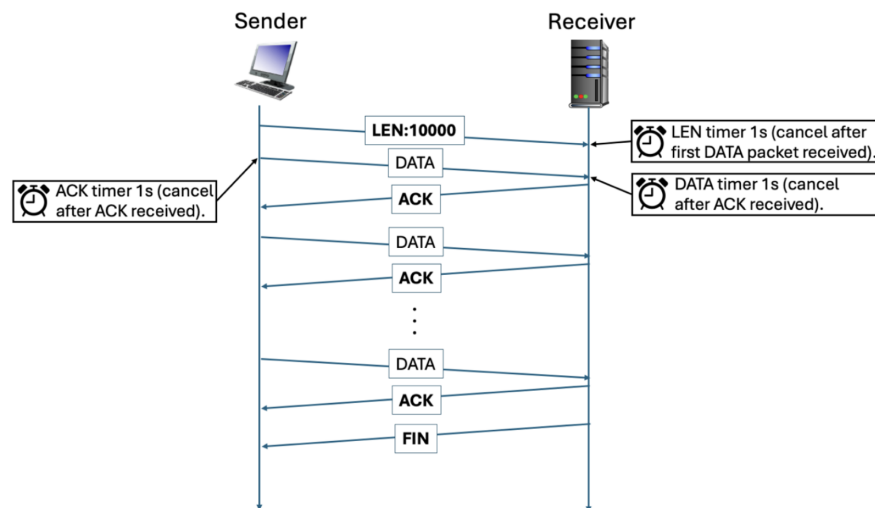 Sender
Receiver
LEN:10000
LEN timer 1s (cancel after
first DATA packet received).
DATA
ACK timer 1s (cancel
after ACK received).
DATA timer 1s (cancel
after ACK received).
ACK
DATA
ACK
DATA
ACK
FIN